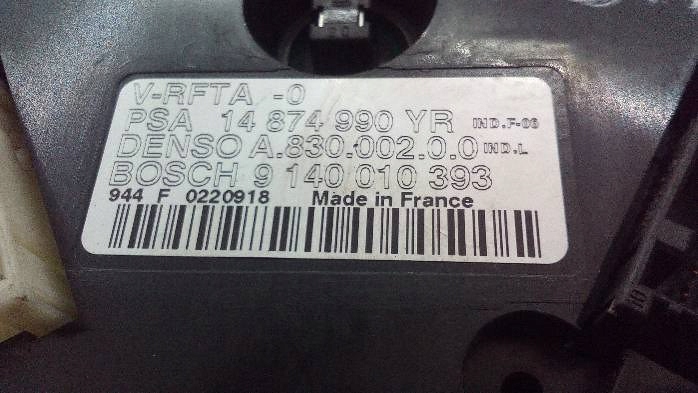 V-RFTA -0
PSA 14 874 990 YR IND.F-06
DENSO A.830.002.0.0 IND.L
BOSCH 9 140 010 393
944 F 0220918 Made in France